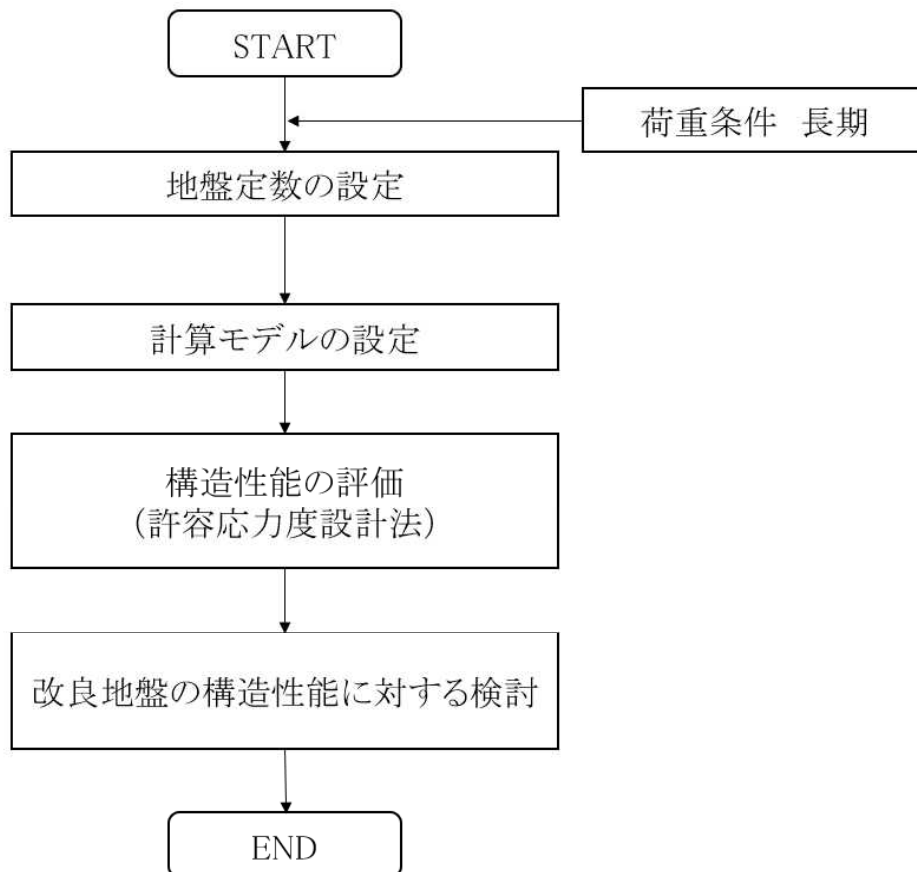 START
荷重条件 長期
地盤定数の設定
計算モデルの設定
構造性能の評価
(許容応力度設計法)
改良地盤の構造性能に対する検討
END